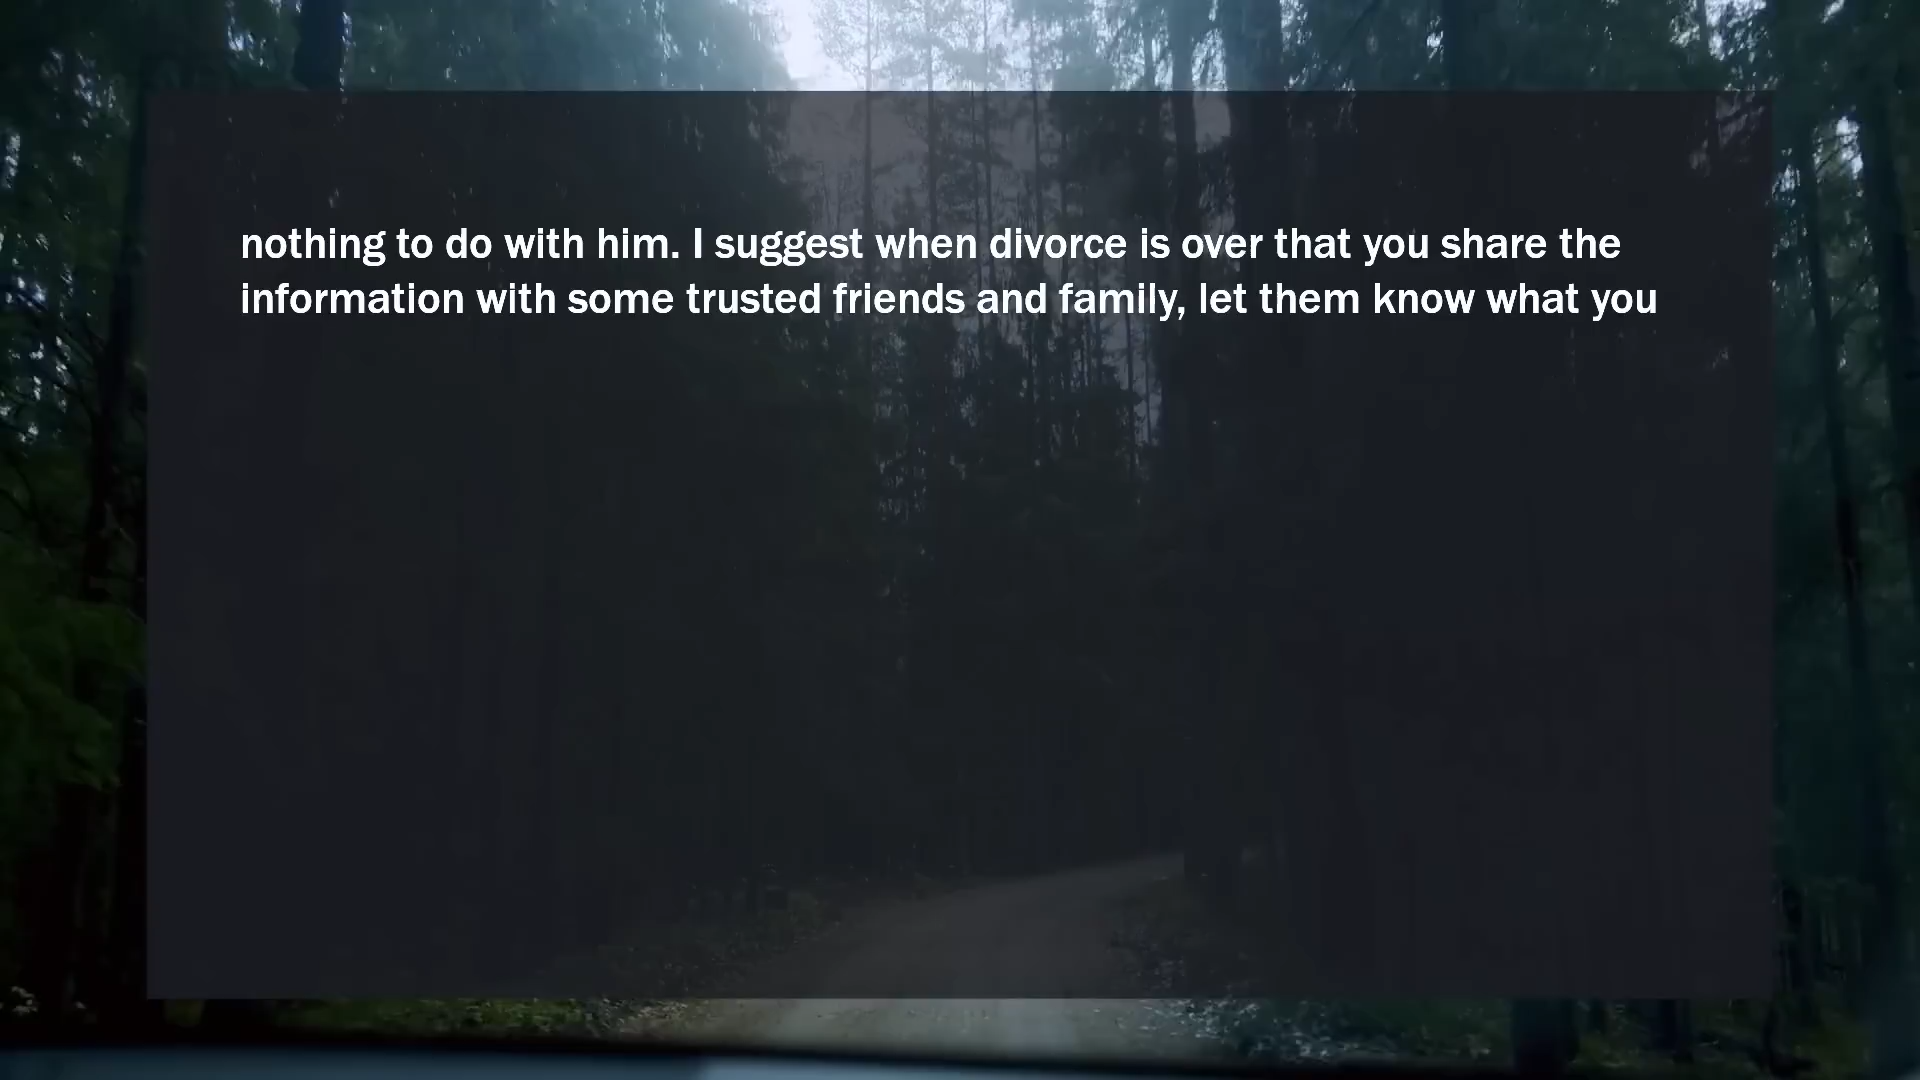 nothing to do with him. I suggest when divorce is over that you share the
information with some trusted friends and family, let them know what you